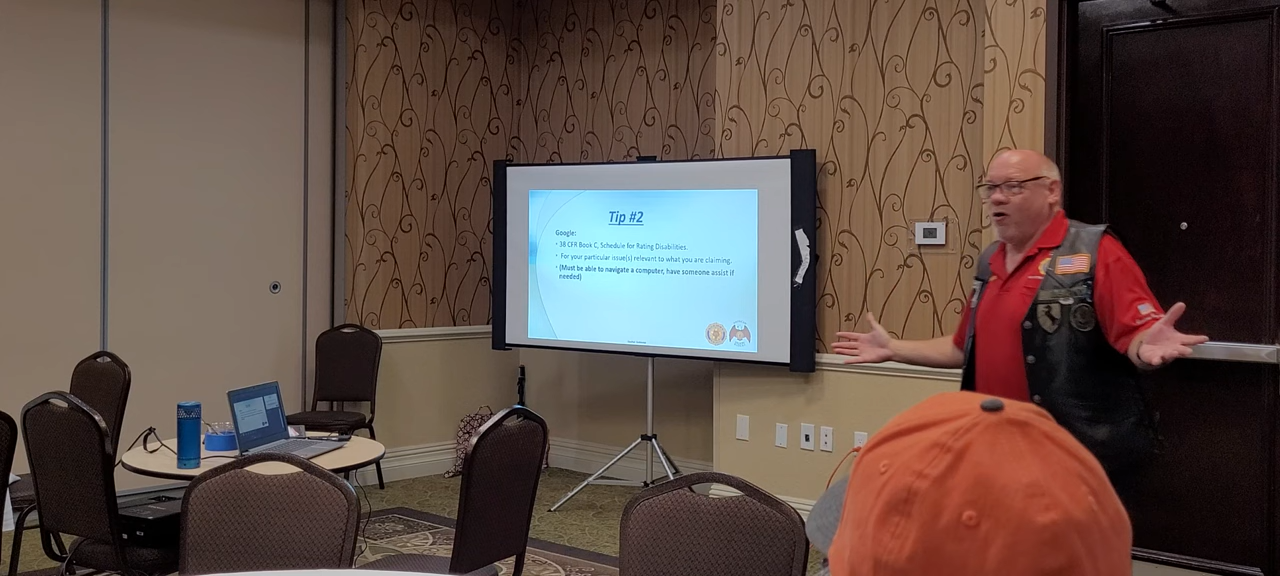 Tip #2
Google:
• 38 CFR Book C, Schedule for Rating Disabilities.
• For your particular issue(s) relevant to what you are claiming.
• (Must be able to navigate a computer, have someone assist if
needed)